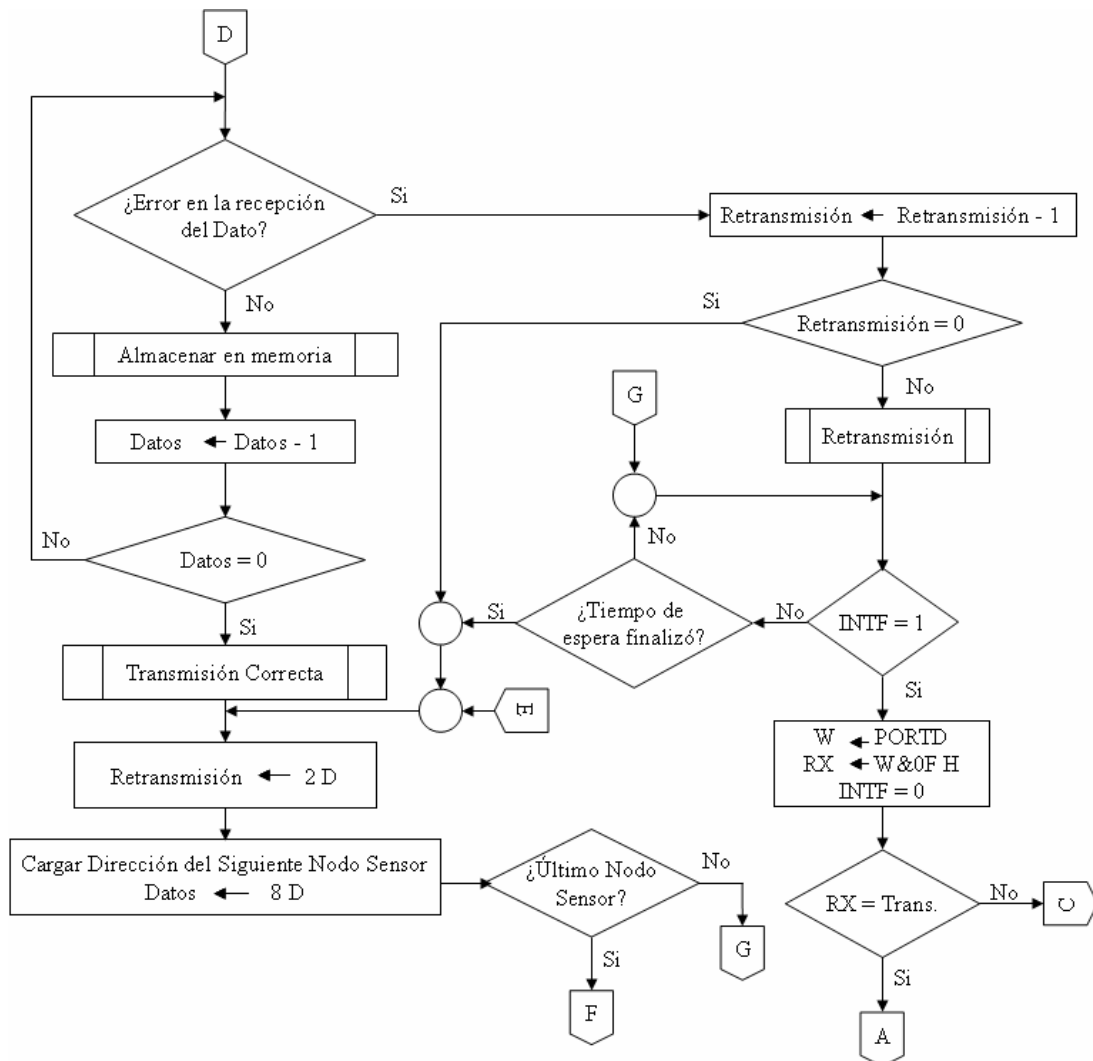 D
¿Error en la recepción
del Dato?
Si
Retransmisión ← Retransmisión - 1
No
Si
Retransmisión = 0
Almacenar en memoria
No
G
Datos ← Datos - 1
Retransmisión
No
Datos = 0
No
Si
¿Tiempo de
espera finalizó?
No
INTF = 1
Si
Transmisión Correcta
Si
E
W ← PORTD
RX ← W&0F H
INTF = 0
Retransmisión ← 2 D
Cargar Dirección del Siguiente Nodo Sensor
Datos ← 8 D
¿Último Nodo
Sensor?
No
RX = Trans.
No
C
G
Si
Si
F
A